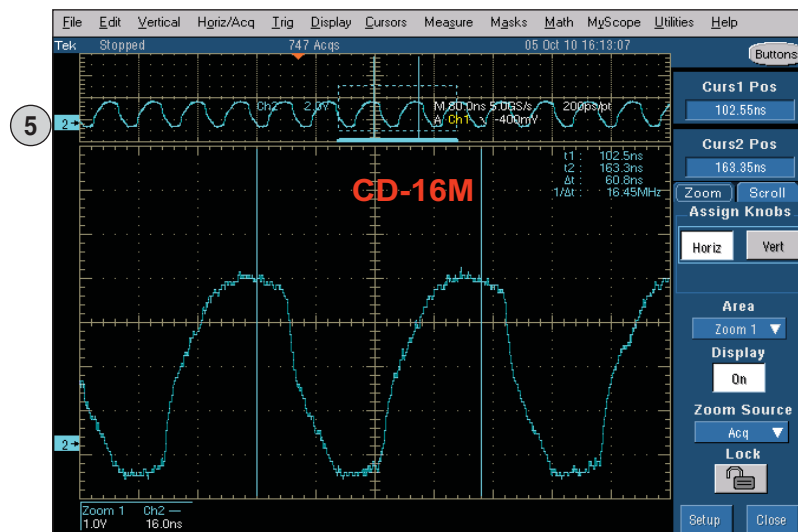 File Edit Vertical Horiz/Acq Trig Display Cursors Measure Masks Math MyScope Utilities Help
Tek Stopped 747 Acqs 05 Oct 10 16:13:07
Buttons
Curs1 Pos
102.55ns
Curs2 Pos
163.35ns
Zoom Scroll
Assign Knobs
Horiz Vert
Area
Zoom 1
Display
On
Zoom Source
Acq
Lock
Setup Close
5
2
Ch2 2.0V M 80.0ns 5.0GS/s 200ps/pt
A Ch1 -400mV
t1 : 102.5ns
t2 : 163.3ns
Δt : 60.8ns
1/Δt : 16.45MHz
CD-16M
2
Zoom 1 Ch2
1.0V 16.0ns